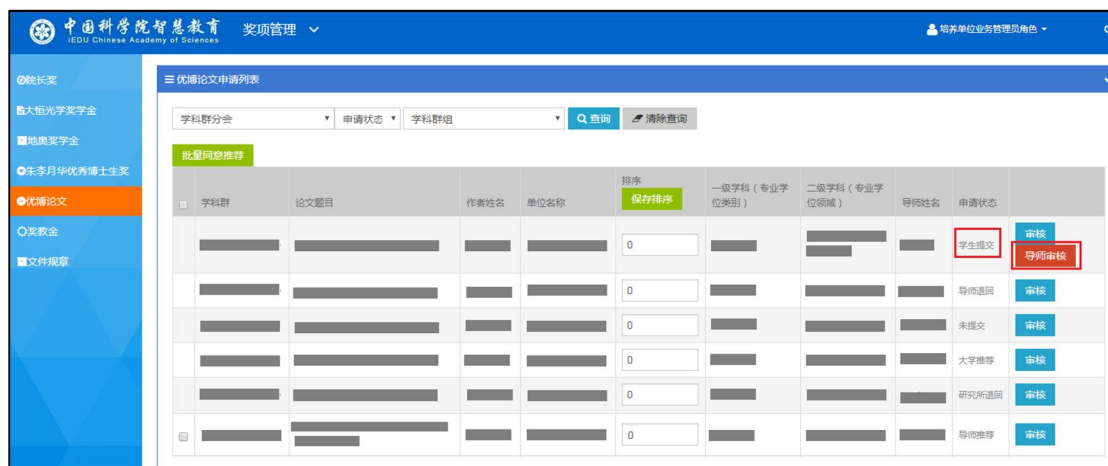 中国科学院智慧教育
iEDU Chinese Academy of Sciences
奖项管理
培养单位业务管理员角色
院长奖
大恒光学奖学金
地奥奖学金
朱李月华优秀博士生奖
优博论文
奖教金
文件规章
优博论文申请列表
学科群分会 申请状态 学科群组 查询 清除查询
批量同意推荐
学科群 论文题目 作者姓名 单位名称 排序 保存排序 一级学科（专业学位类别） 二级学科（专业学位领域） 导师姓名 申请状态
0 学生提交 审核
导师审核
0 导师退回 审核
0 未提交 审核
0 大学推荐 审核
0 研究所退回 审核
0 导师推荐 审核